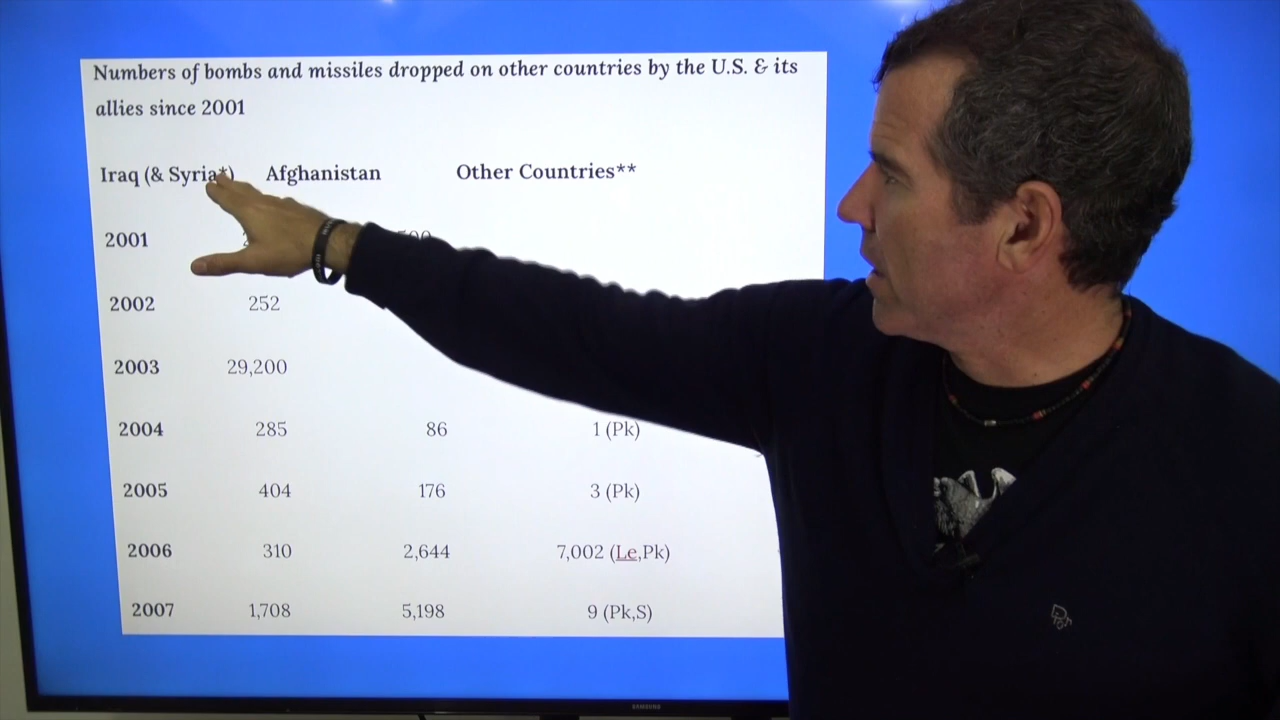 Numbers of bombs and missiles dropped on other countries by the U.S. & its
allies since 2001
Iraq (& Syria*) Afghanistan Other Countries**
2001
2002 252
2003 29,200
2004 285 86 1 (Pk)
2005 404 176 3 (Pk)
2006 310 2,644 7,002 (Le,Pk)
2007 1,708 5,198 9 (Pk,S)
SAMSUNG